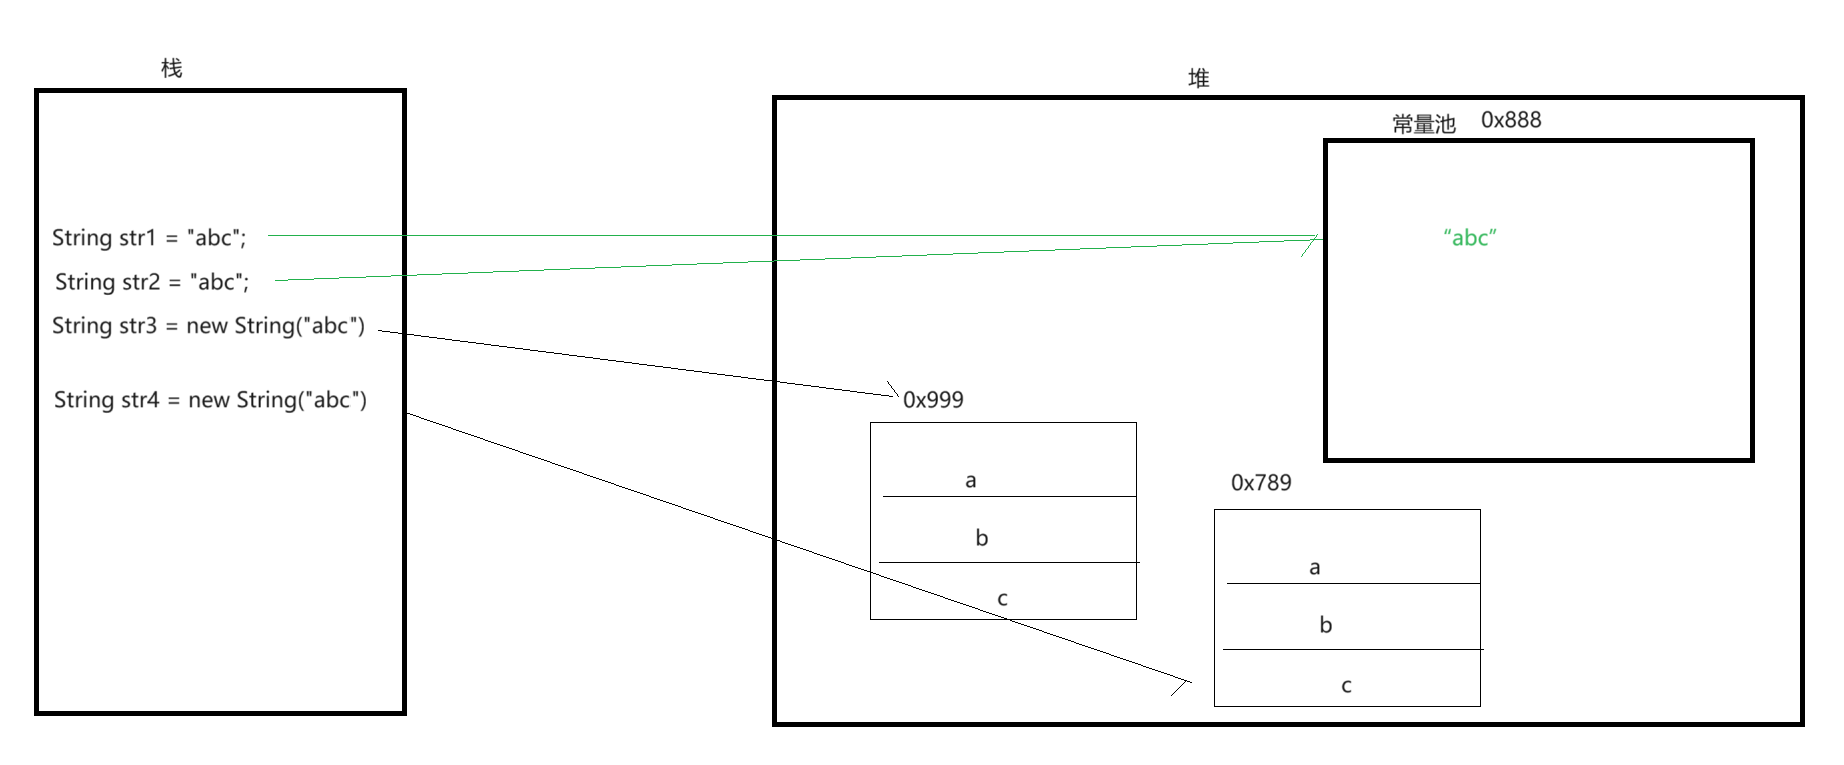 栈
String str1 = "abc";
String str2 = "abc";
String str3 = new String("abc")
String str4 = new String("abc")
堆
常量池 0x888
“abc”
0x999
a
b
c
0x789
a
b
c